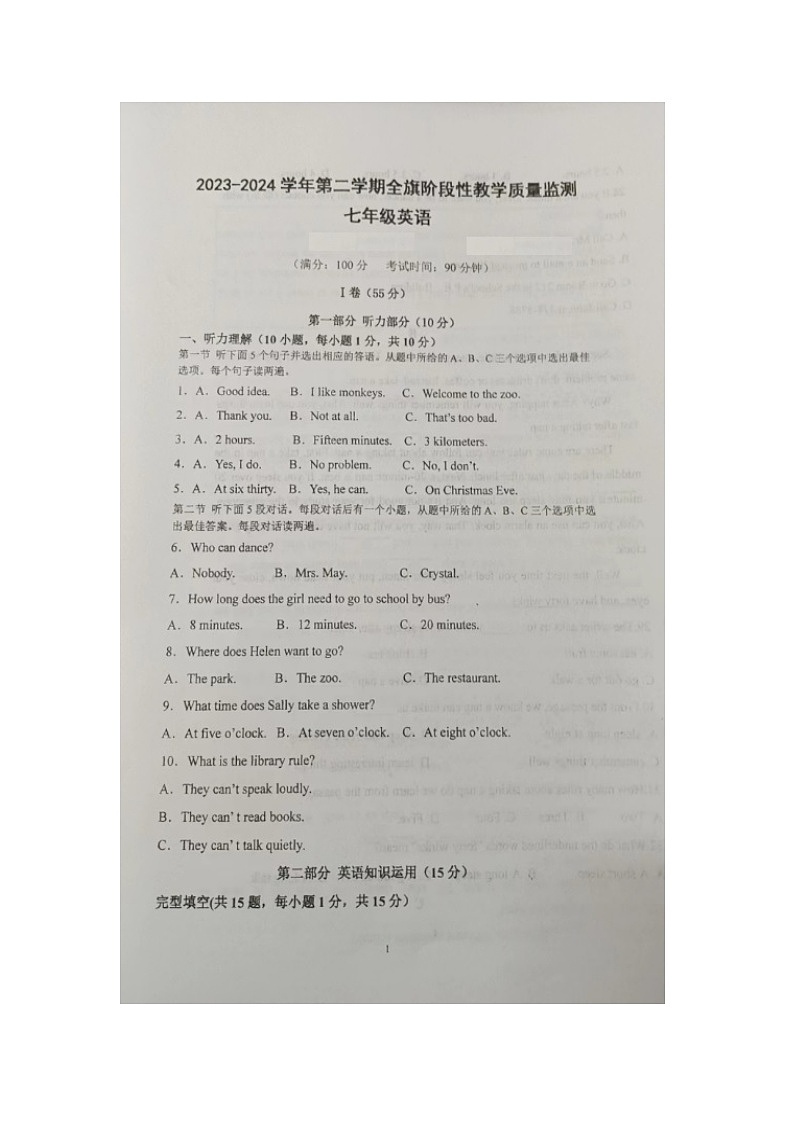 2023-2024 学年第二学期全旗阶段性教学质量监测
七年级英语
（满分：100 分 考试时间：90 分钟）
I 卷（55 分）
第一部分 听力部分（10 分）
一、听力理解（10 小题，每小题 1 分，共 10 分）
第一节 听下面 5 个句子并选出相应的答语。从题中所给的 A、B、C 三个选项中选出最佳
选项。每个句子读两遍。
1. A. Good idea. B. I like monkeys. C. Welcome to the zoo.
2. A. Thank you. B. Not at all. C. That's too bad.
3. A. 2 hours. B. Fifteen minutes. C. 3 kilometers.
4. A. Yes, I do. B. No problem. C. No, I don't.
5. A. At six thirty. B. Yes, he can. C. On Christmas Eve.
第二节 听下面 5 段对话。每段对话后有一个小题，从题中所给的 A、B、C 三个选项中选
出最佳答案。每段对话读两遍。
6. Who can dance?
A. Nobody. B. Mrs. May. C. Crystal.
7. How long does the girl need to go to school by bus?
A. 8 minutes. B. 12 minutes. C. 20 minutes.
8. Where does Helen want to go?
A. The park. B. The zoo. C. The restaurant.
9. What time does Sally take a shower?
A. At five o'clock. B. At seven o'clock. C. At eight o'clock.
10. What is the library rule?
A. They can't speak loudly.
B. They can't read books.
C. They can't talk quietly.
第二部分 英语知识运用（15 分）
完型填空(共 15 题，每小题 1 分，共 15 分）
1